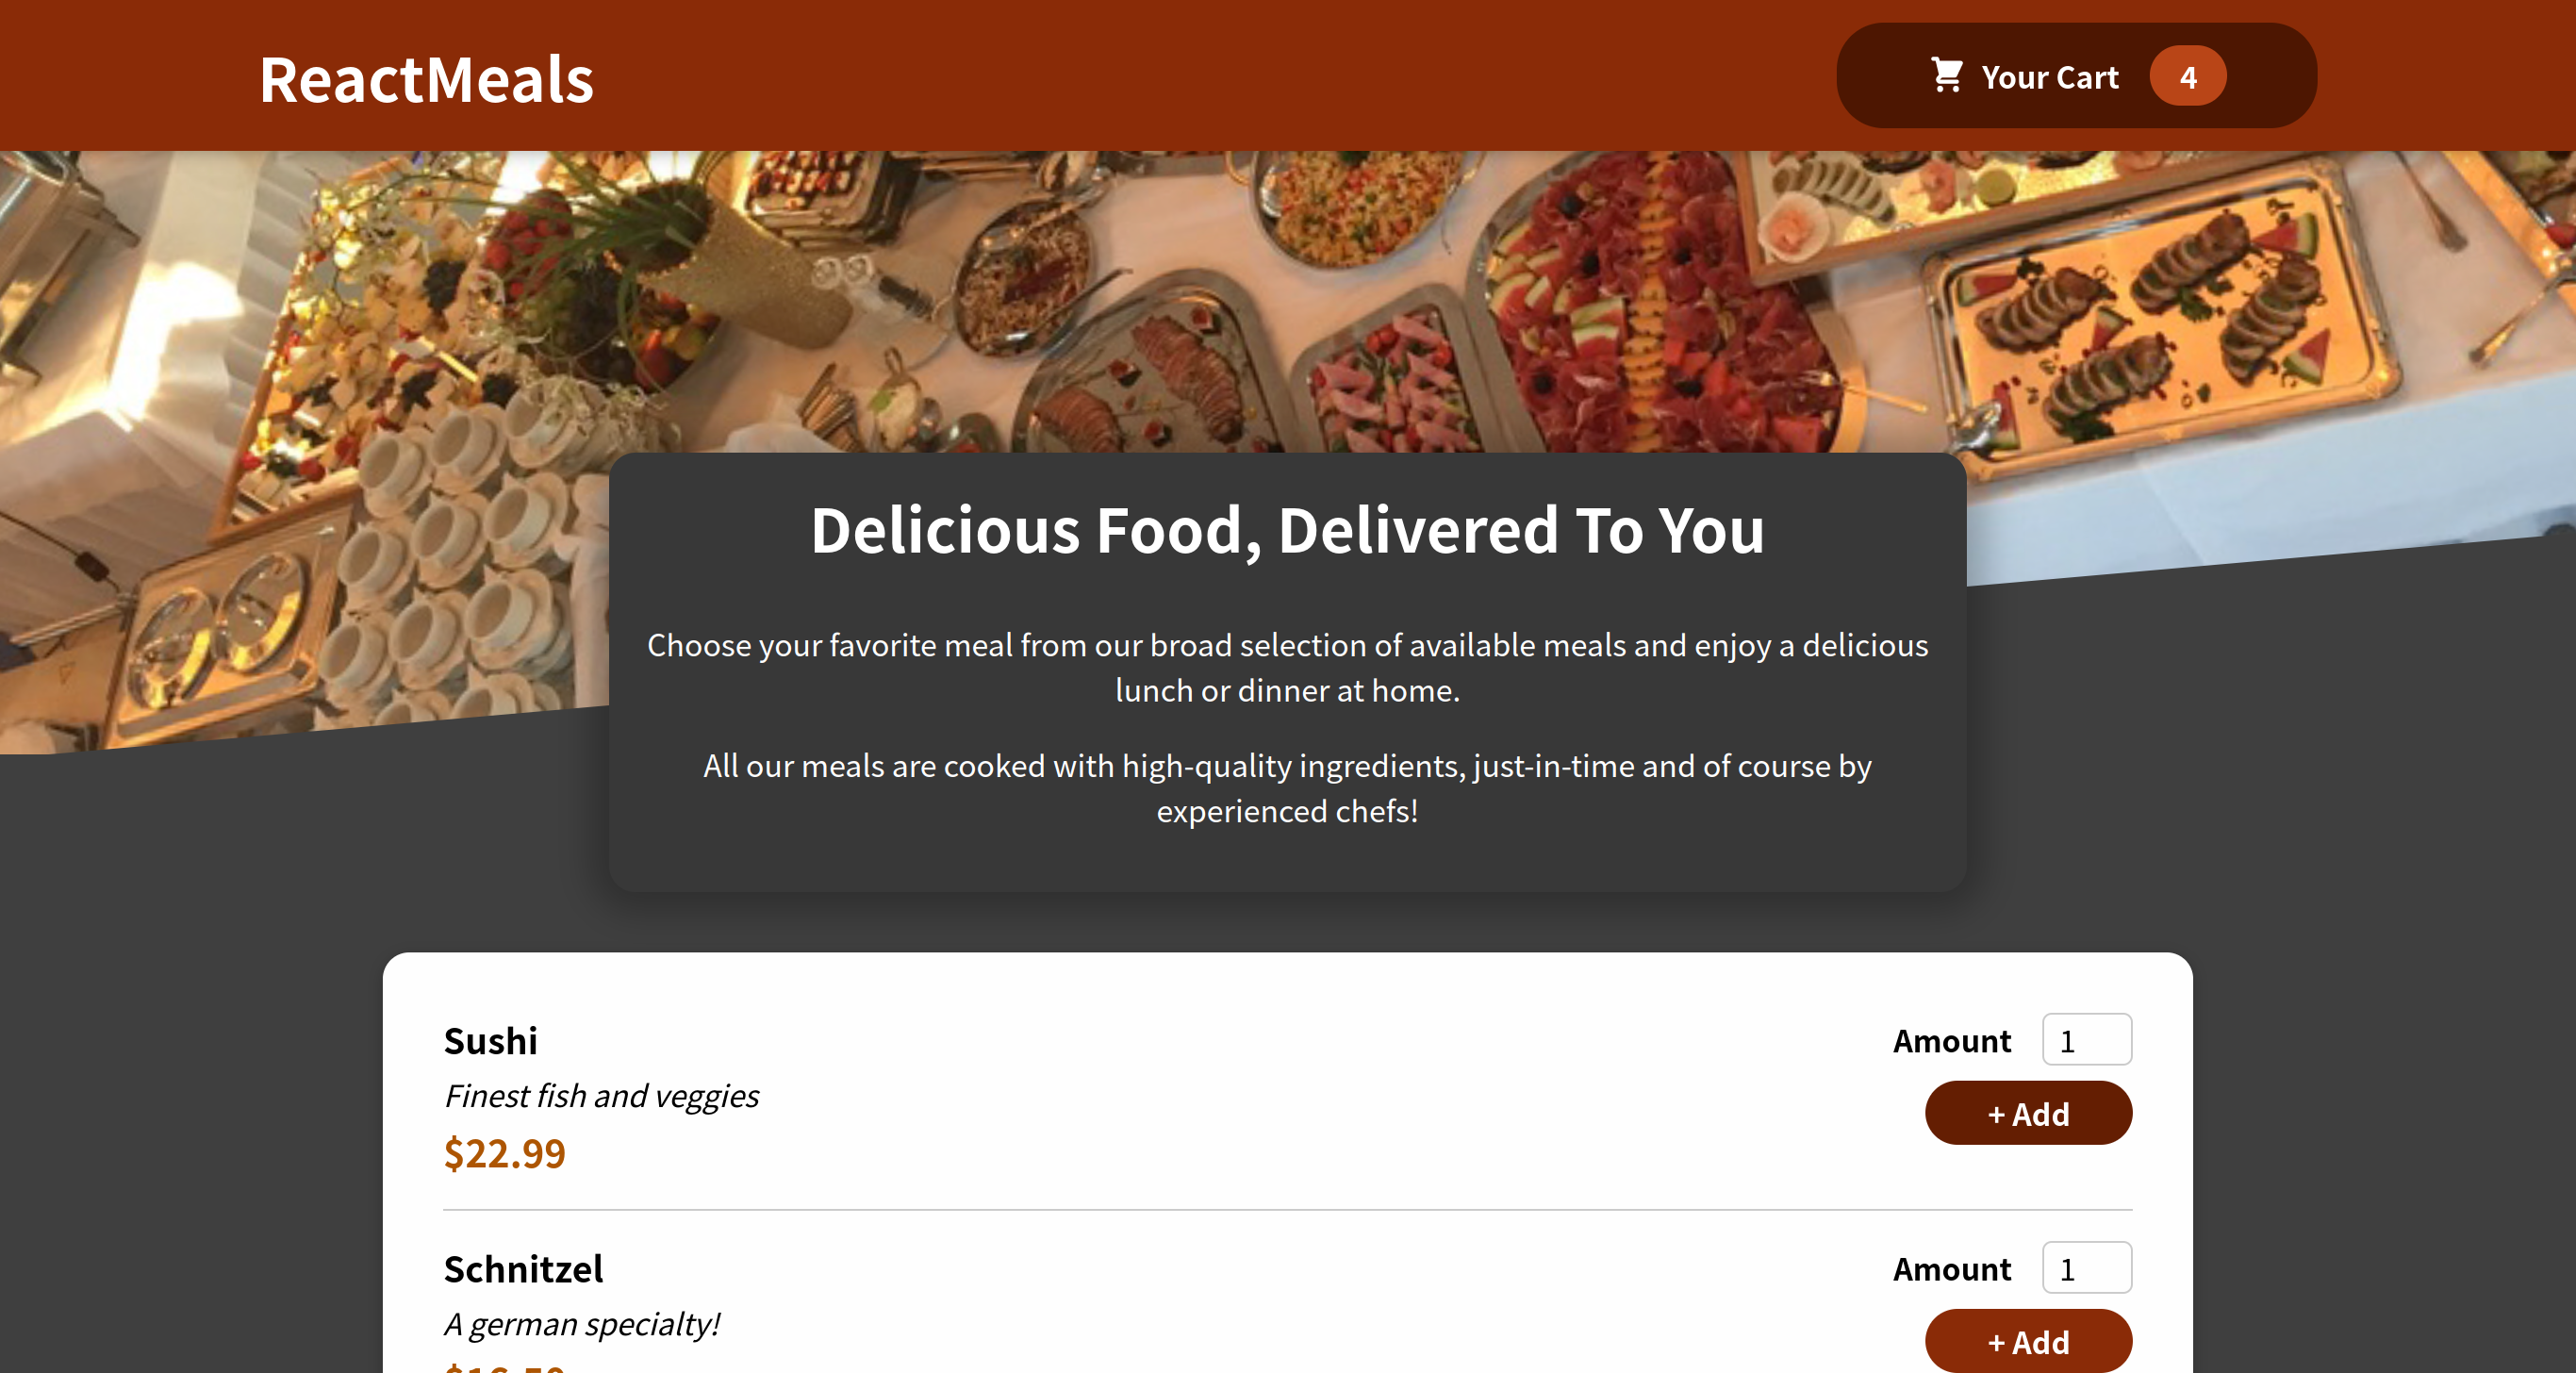 ReactMeals
Your Cart 4
Delicious Food, Delivered To You
Choose your favorite meal from our broad selection of available meals and enjoy a delicious
lunch or dinner at home.
All our meals are cooked with high-quality ingredients, just-in-time and of course by
experienced chefs!
Sushi
Amount 1
Finest fish and veggies
+ Add
$22.99
Schnitzel
Amount 1
A german specialty!
+ Add